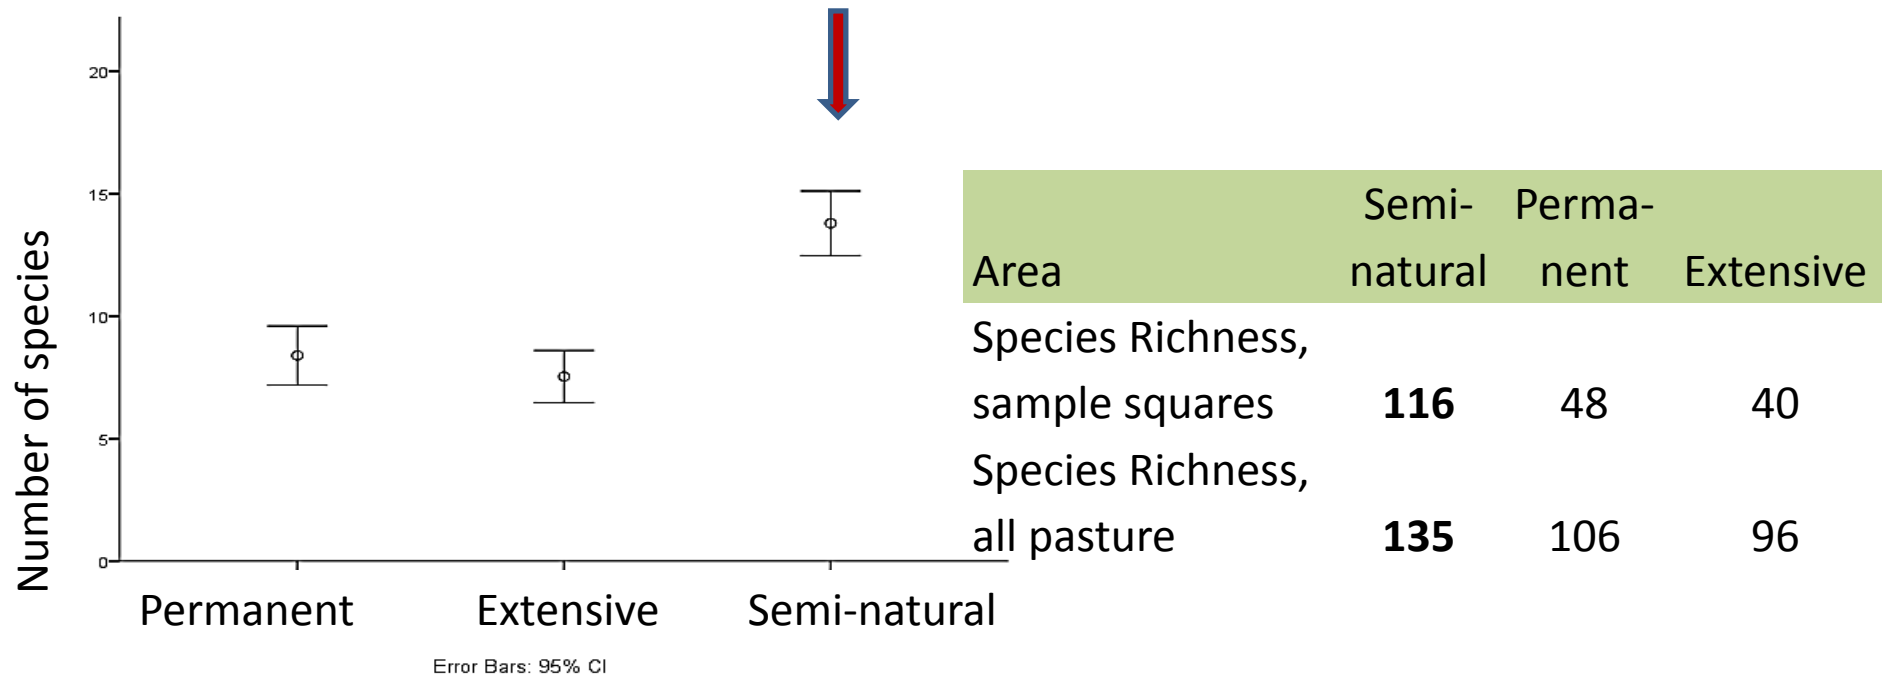 20
15
10
5
0
Number of species
Permanent Extensive Semi-natural
Error Bars: 95% CI
Semi- Perma-
Area natural nent Extensive
Species Richness,
sample squares 116 48 40
Species Richness,
all pasture 135 106 96